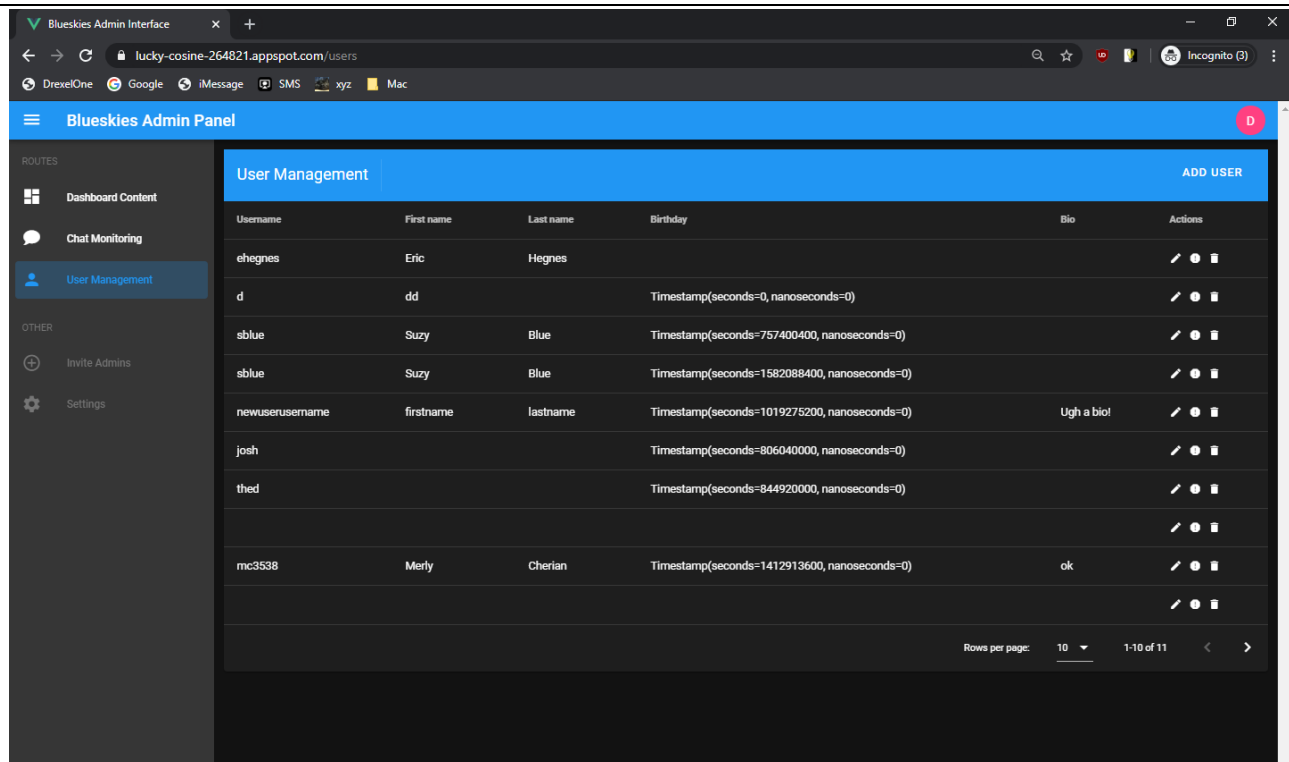 Blueskies Admin Interface
lucky-cosine-264821.appspot.com/users
Incognito (3)
DrexelOne Google iMessage SMS xyz Mac
Blueskies Admin Panel
D
ROUTES
Dashboard Content
Chat Monitoring
User Management
OTHER
Invite Admins
Settings
User Management
ADD USER
Username First name Last name Birthday Bio Actions
ehegnes Eric Hegnes
d dd Timestamp(seconds=0, nanoseconds=0)
sblue Suzy Blue Timestamp(seconds=757400400, nanoseconds=0)
sblue Suzy Blue Timestamp(seconds=1582088400, nanoseconds=0)
newuserusername firstname lastname Timestamp(seconds=1019275200, nanoseconds=0) Ugh a bio!
josh Timestamp(seconds=806040000, nanoseconds=0)
thed Timestamp(seconds=844920000, nanoseconds=0)
mc3538 Merly Cherian Timestamp(seconds=1412913600, nanoseconds=0) ok
Rows per page: 10 1-10 of 11